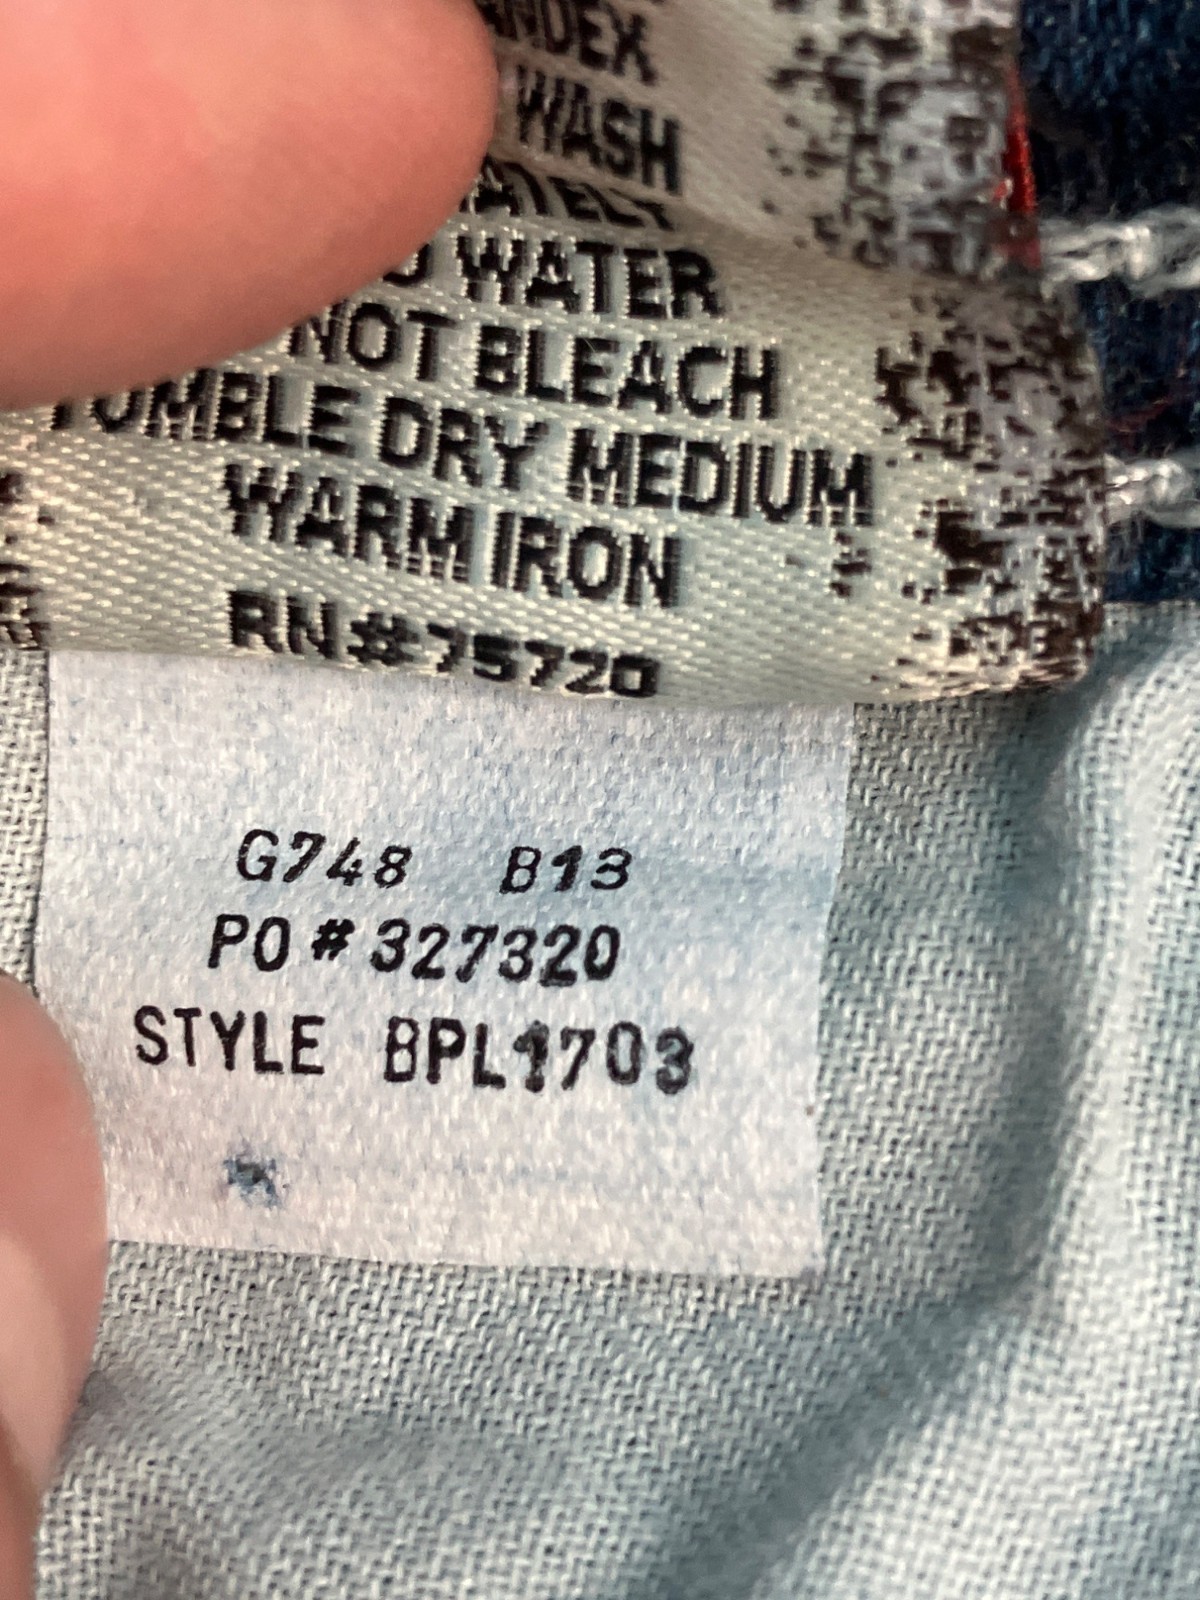 WASH
WATER
NOT BLEACH
TUMBLE DRY MEDIUM
WARM IRON
RN#75720
G748 B13
PO # 327320
STYLE BPL1703